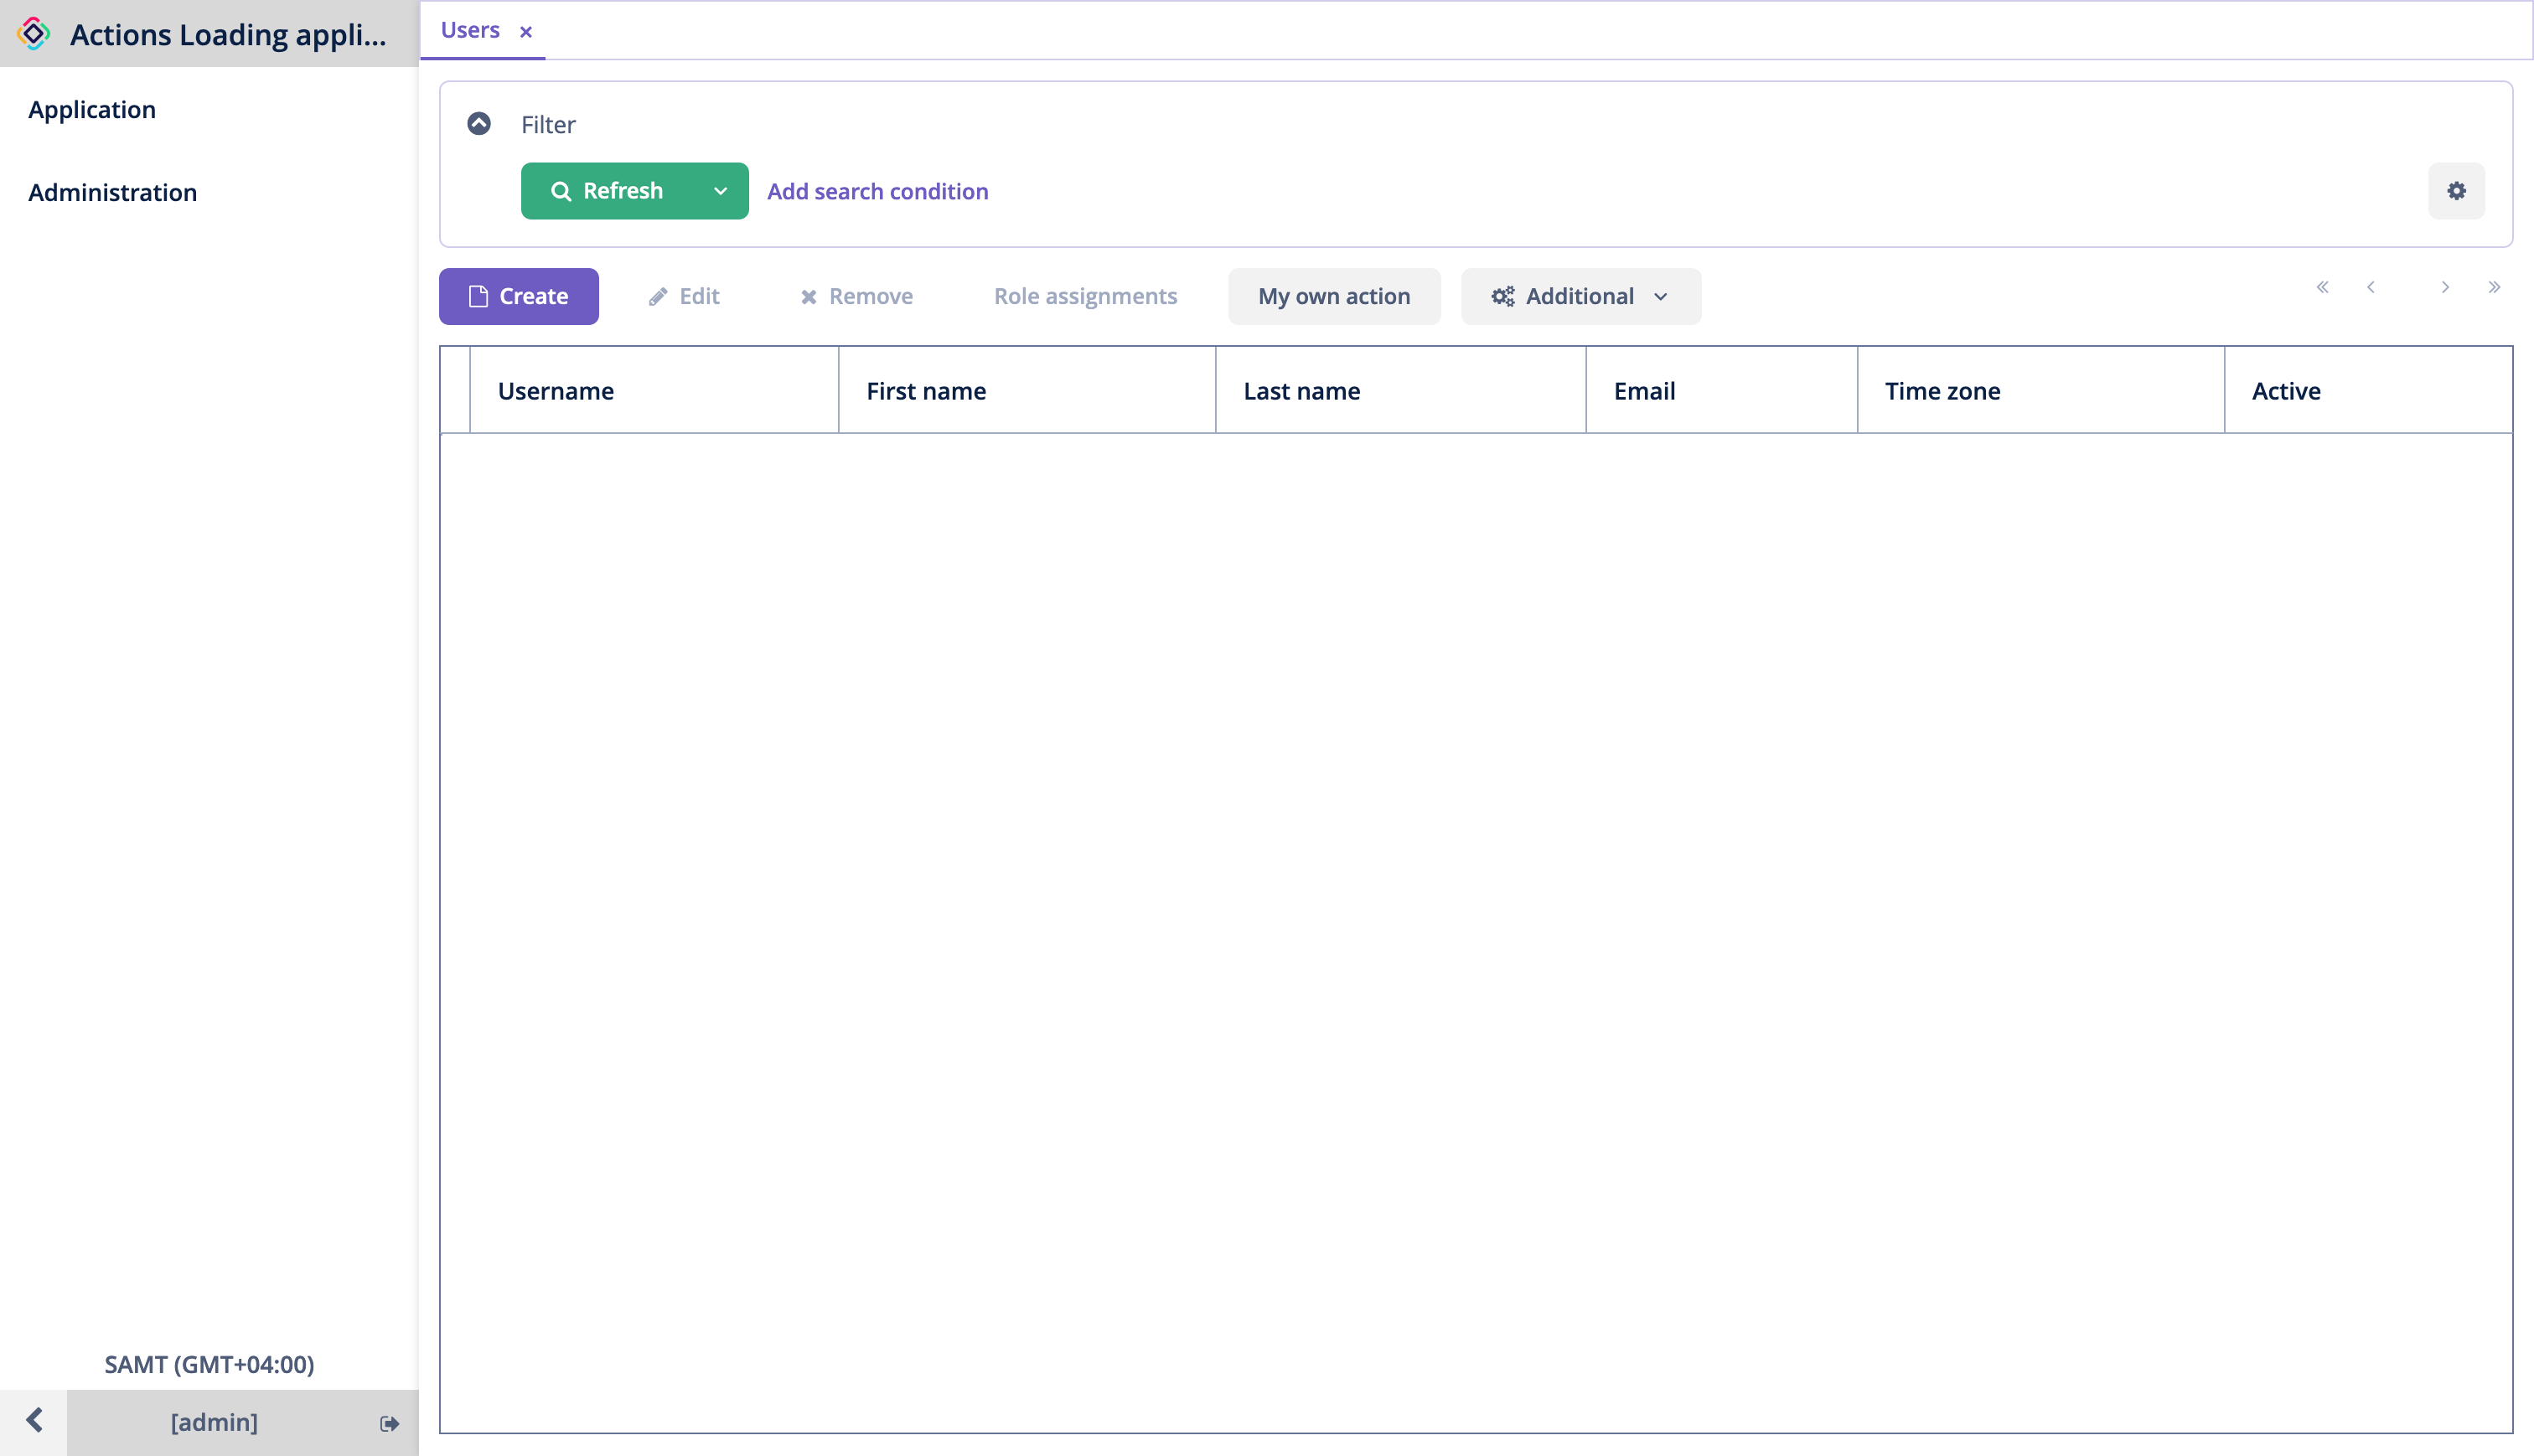 Actions Loading appli...
Application
Administration
SAMT (GMT+04:00)
[admin]
Users
Filter
Refresh Add search condition
Create Edit Remove Role assignments My own action Additional
Username First name Last name Email Time zone Active